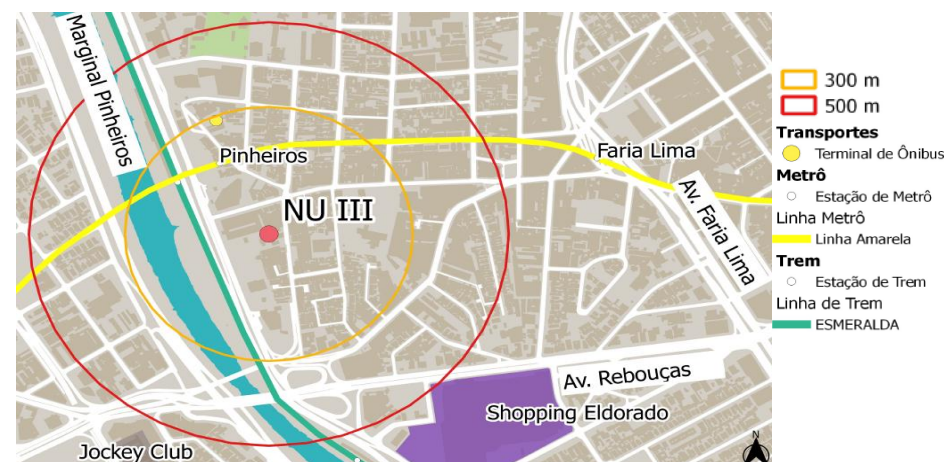 Marginal Pinheiros
Pinheiros
Faria Lima
NU III
Av. Faria Lima
Av. Rebouças
Shopping Eldorado
Jockey Club
300 m
500 m
Transportes
Terminal de Ônibus
Metrô
Estação de Metrô
Linha Metrô
Linha Amarela
Trem
Estação de Trem
Linha de Trem
ESMERALDA
N